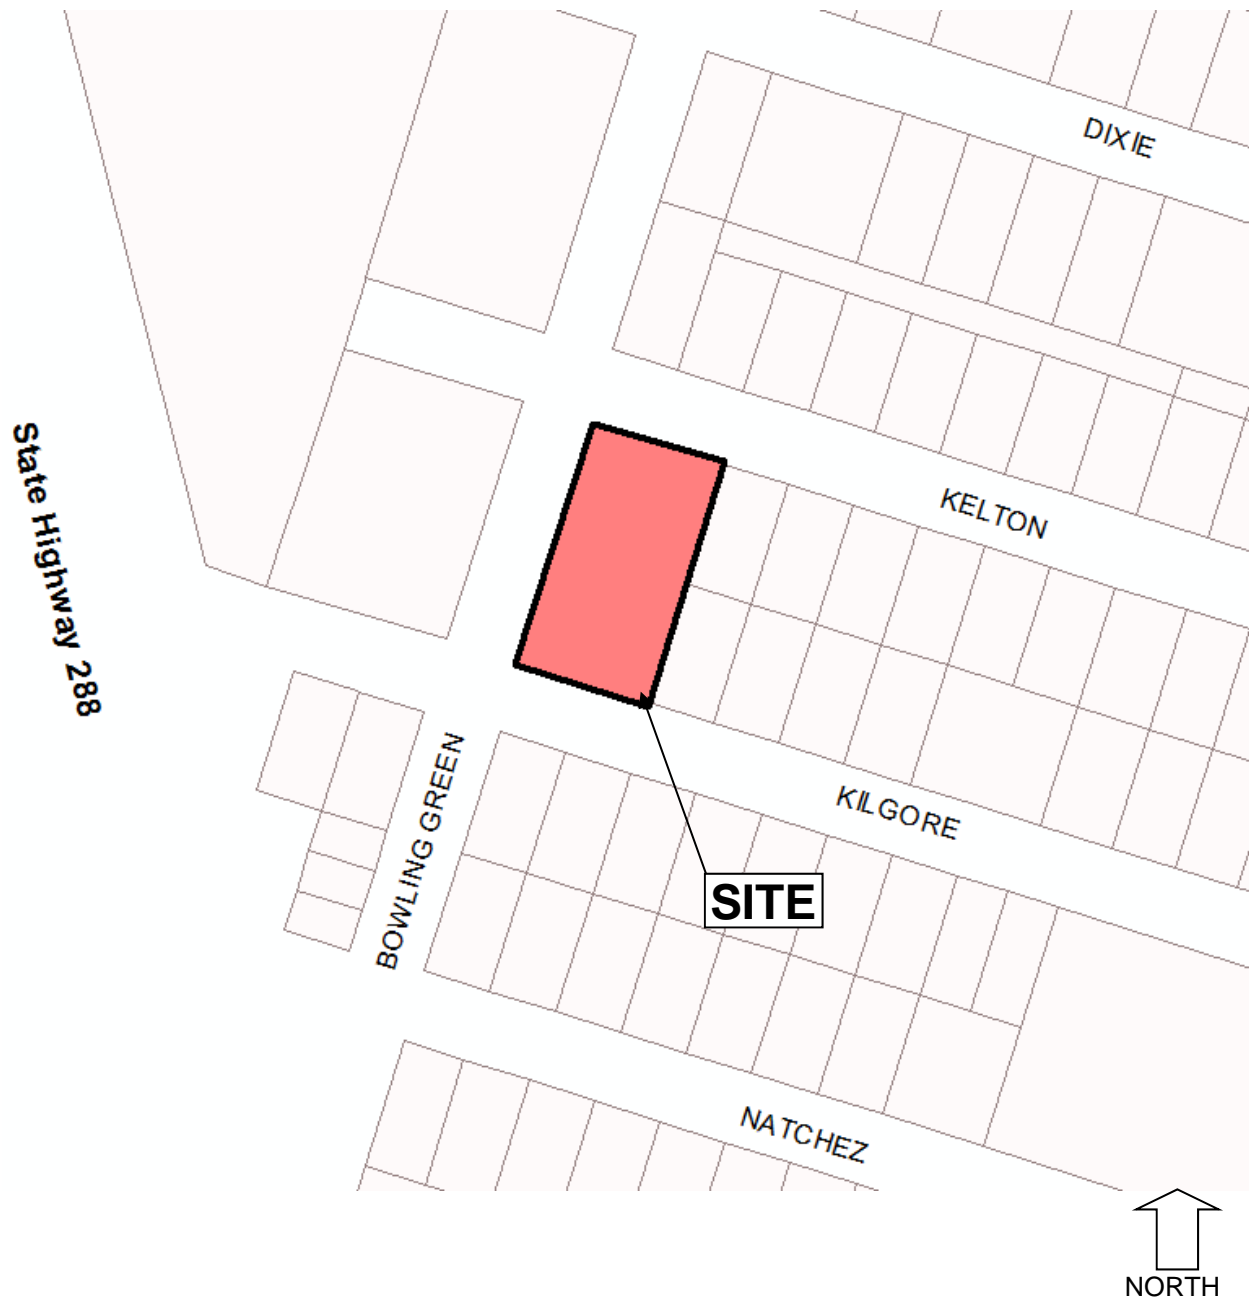 DIXIE
State Highway 288
KELTON
KILGORE
BOWLING GREEN
SITE
NATCHEZ
NORTH